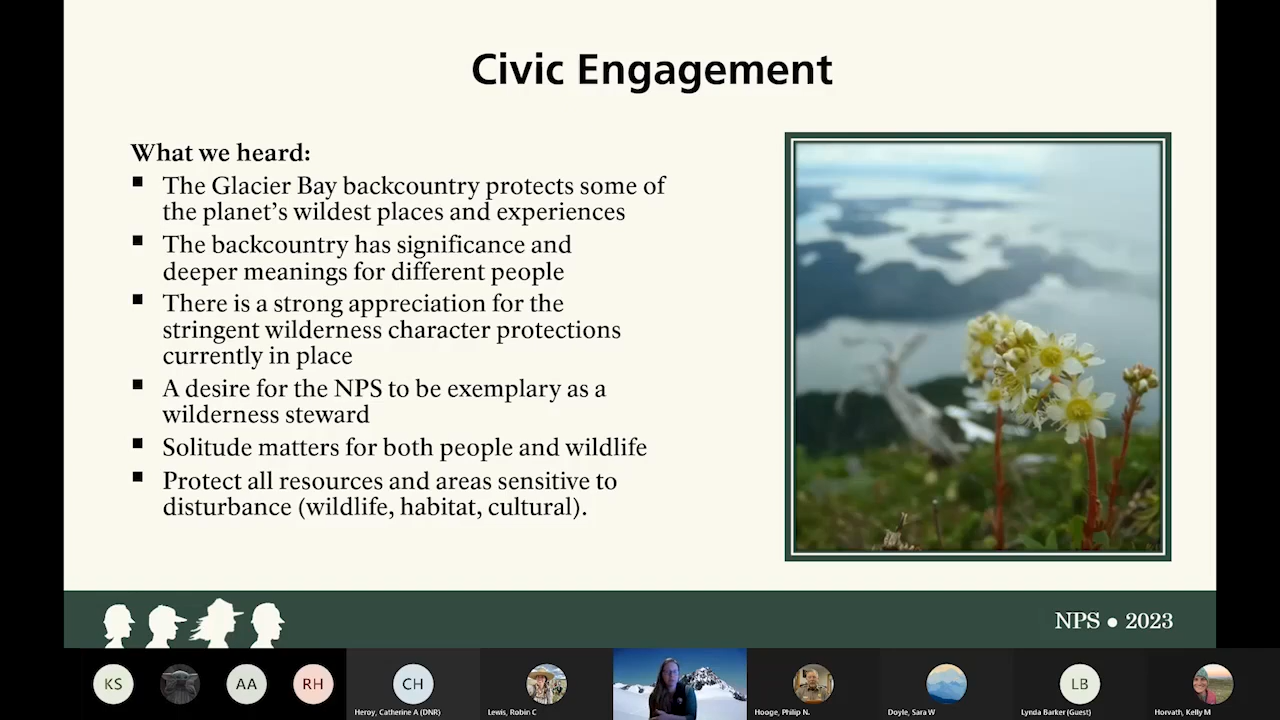 Civic Engagement
What we heard:
▪ The Glacier Bay backcountry protects some of
the planet's wildest places and experiences
▪ The backcountry has significance and
deeper meanings for different people
▪ There is a strong appreciation for the
stringent wilderness character protections
currently in place
▪ A desire for the NPS to be exemplary as a
wilderness steward
▪ Solitude matters for both people and wildlife
▪ Protect all resources and areas sensitive to
disturbance (wildlife, habitat, cultural).
NPS ● 2023
KS
AA
RH
CH
LB
Heroy, Catherine A (DNR)
Lewis, Robin C
Hooge, Philip N.
Doyle, Sara W
Lynda Barker (Guest)
Horvath, Kelly M